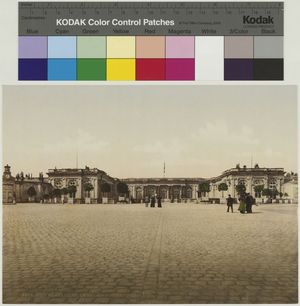 KODAK Color Control Patches
Kodak
Blue Cyan Green Yellow Red Magenta White 3/Color Black